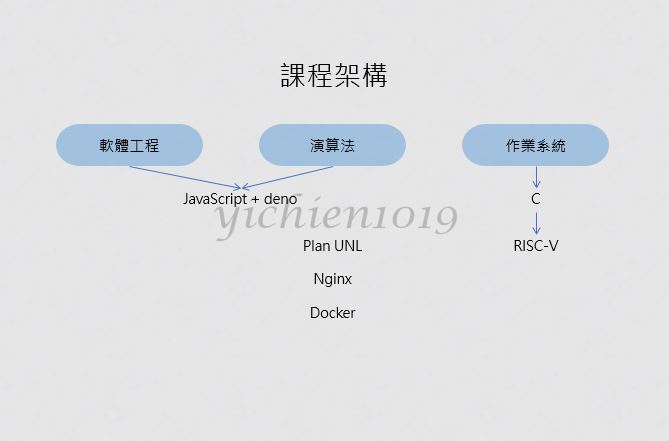 課程架構
軟體工程
演算法
作業系統
JavaScript + deno
C
yichien1019
Plan UNL
RISC-V
Nginx
Docker